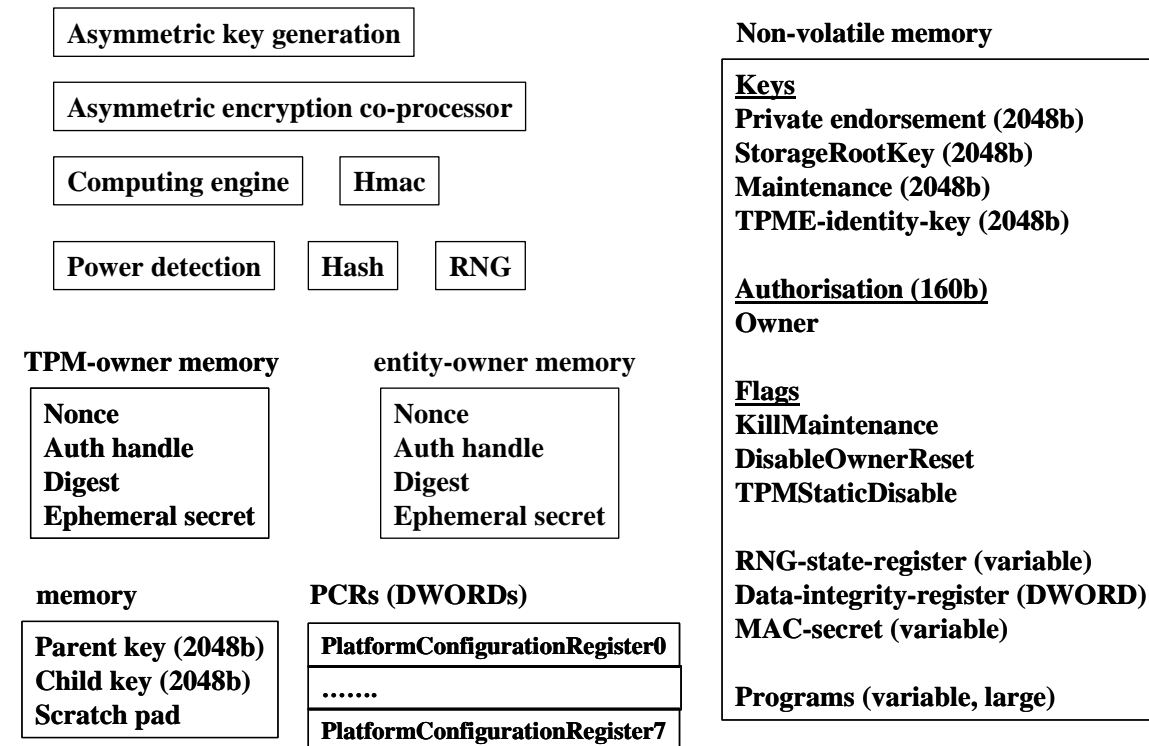 Asymmetric key generation
Asymmetric encryption co-processor
Computing engine
Hmac
Power detection
Hash
RNG
TPM-owner memory
Nonce
Auth handle
Digest
Ephemeral secret
entity-owner memory
Nonce
Auth handle
Digest
Ephemeral secret
memory
Parent key (2048b)
Child key (2048b)
Scratch pad
PCRs (DWORDs)
PlatformConfigurationRegister0
.......
PlatformConfigurationRegister7
Non-volatile memory
Keys
Private endorsement (2048b)
StorageRootKey (2048b)
Maintenance (2048b)
TPME-identity-key (2048b)
Authorisation (160b)
Owner
Flags
KillMaintenance
DisableOwnerReset
TPMStaticDisable
RNG-state-register (variable)
Data-integrity-register (DWORD)
MAC-secret (variable)
Programs (variable, large)